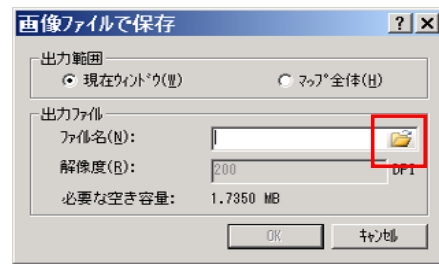 画像ファイルで保存
出力範囲
現在ウィンドウ(W) マップ全体(H)
出力ファイル
ファイル名(N):
解像度(R): 200 DPI
必要な空き容量: 1.7350 MB
OK キャンセル